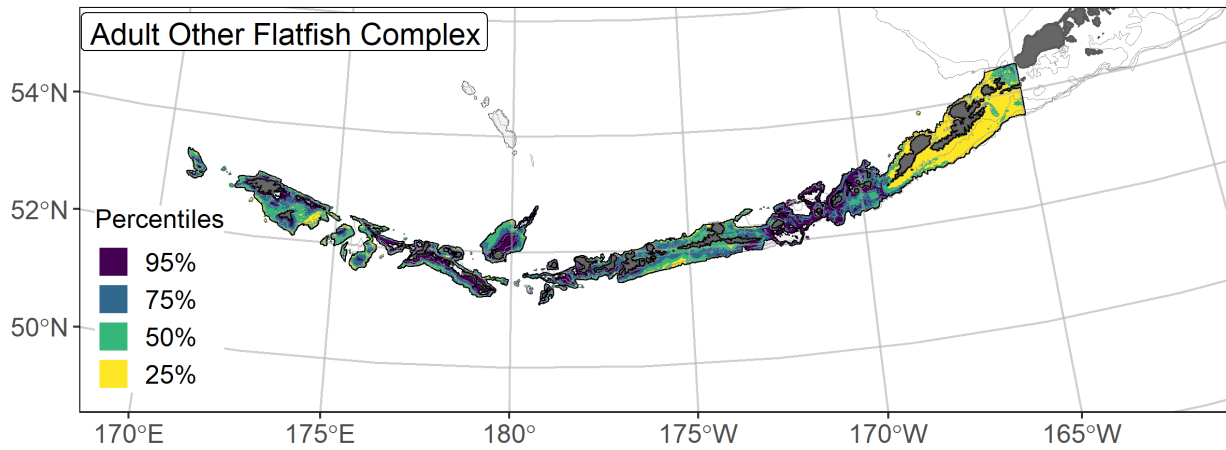 Adult Other Flatfish Complex
54°N
52°N
50°N
Percentiles
95%
75%
50%
25%
170°E
175°E
180°
175°W
170°W
165°W